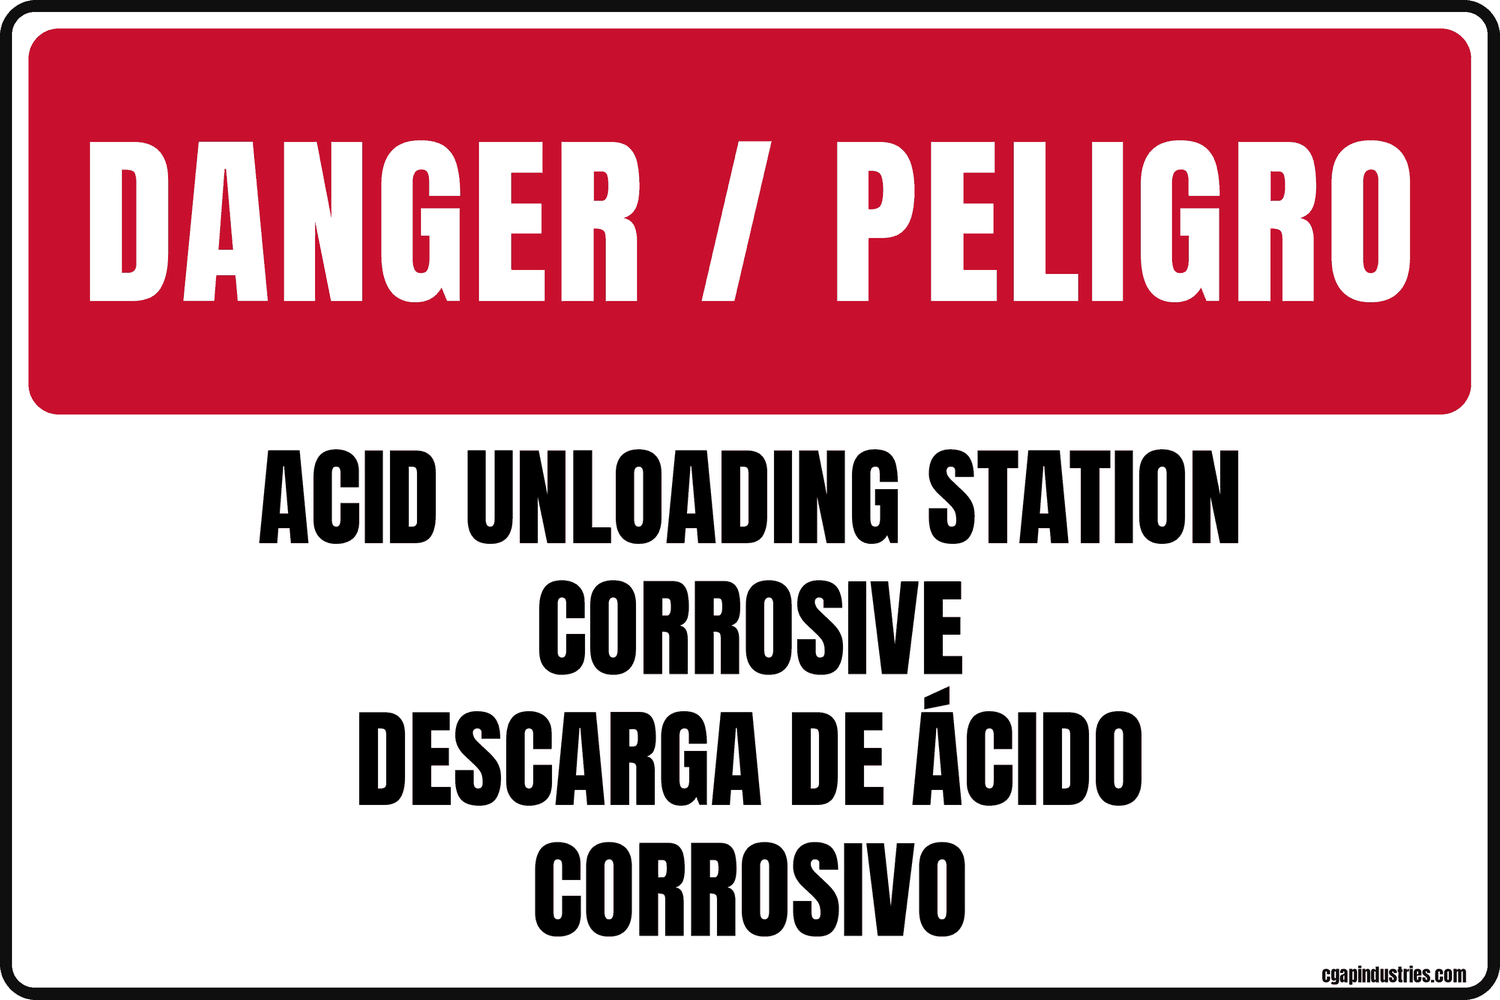 DANGER / PELIGRO
ACID UNLOADING STATION
CORROSIVE
DESCARGA DE ÁCIDO
CORROSIVO
cgapindustries.com